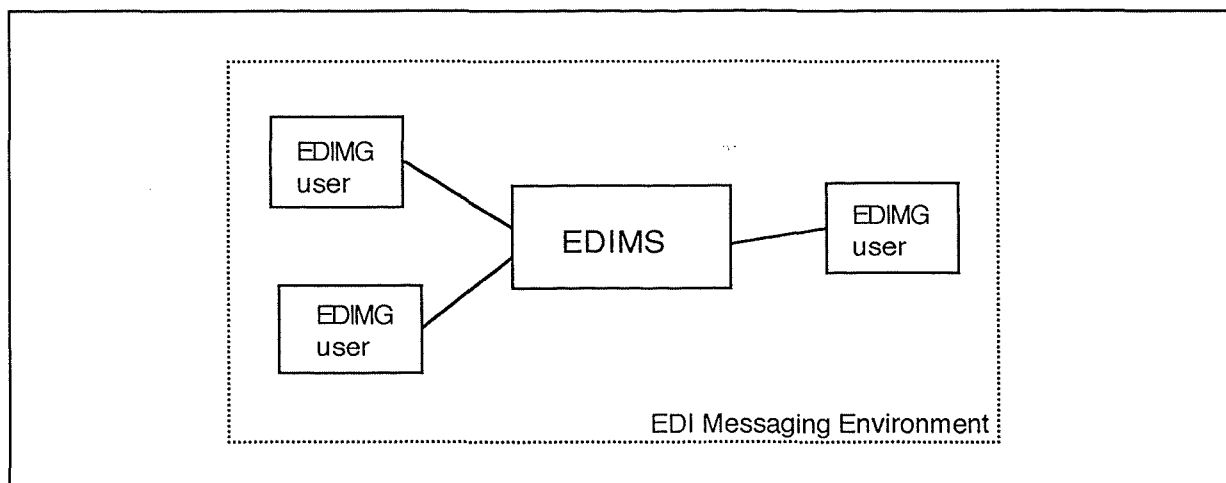 EDIMG
user
EDIMS
EDIMG
user
EDIMG
user
EDI Messaging Environment